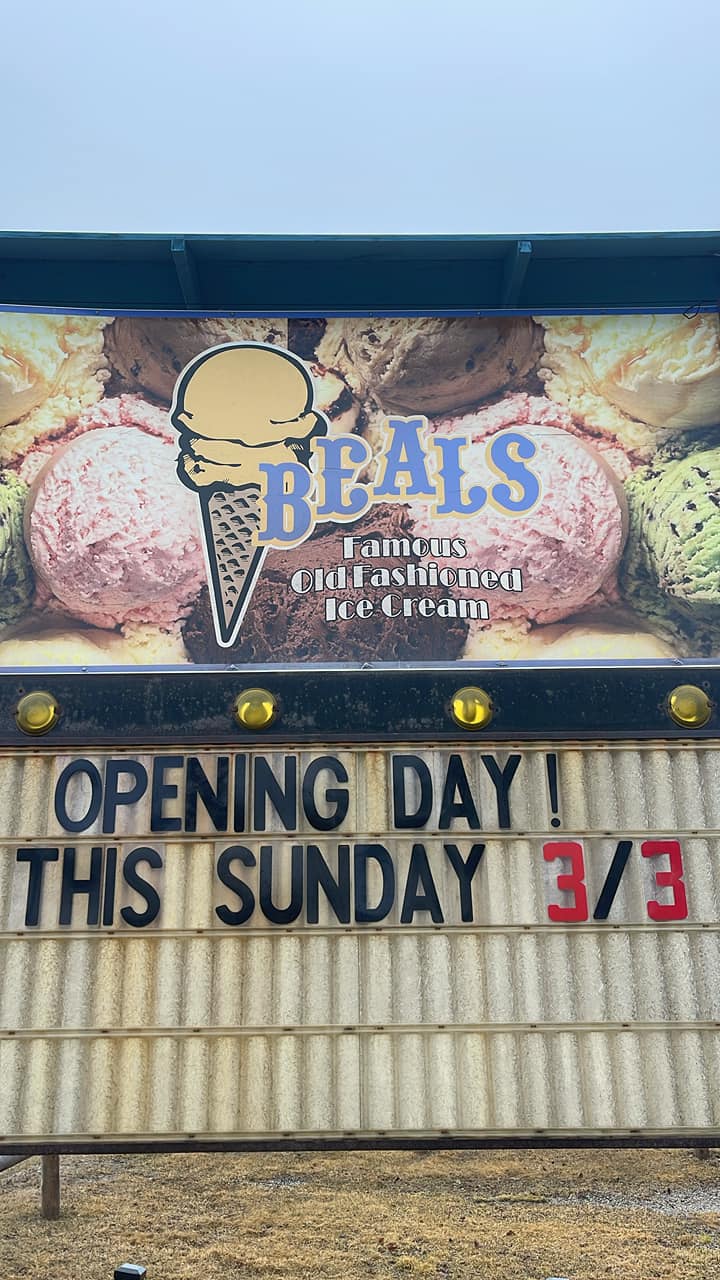 BEALS
Famous
Old Fashioned
Ice Cream
OPENING DAY!
THIS SUNDAY 3/3